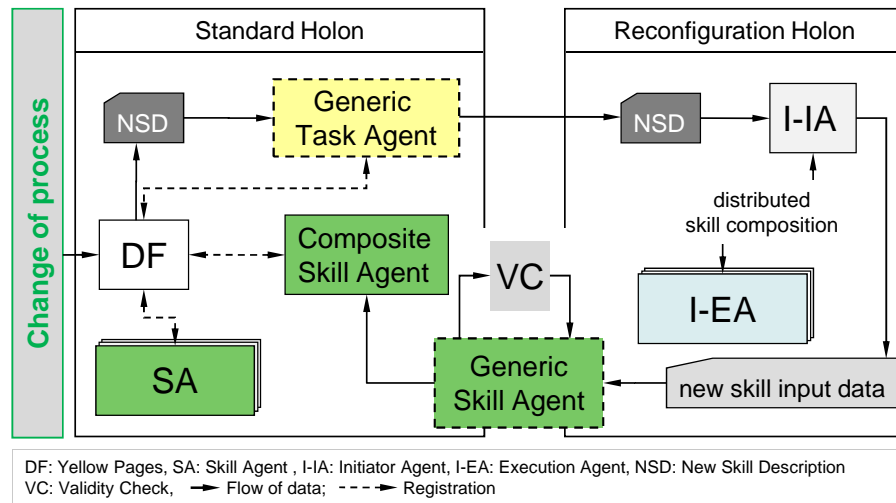 Change of process
Standard Holon
Reconfiguration Holon
NSD
Generic
Task Agent
NSD
I-IA
distributed
skill composition
DF
Composite
Skill Agent
VC
I-EA
SA
Generic
Skill Agent
new skill input data
DF: Yellow Pages, SA: Skill Agent , I-IA: Initiator Agent, I-EA: Execution Agent, NSD: New Skill Description
VC: Validity Check, Flow of data; Registration